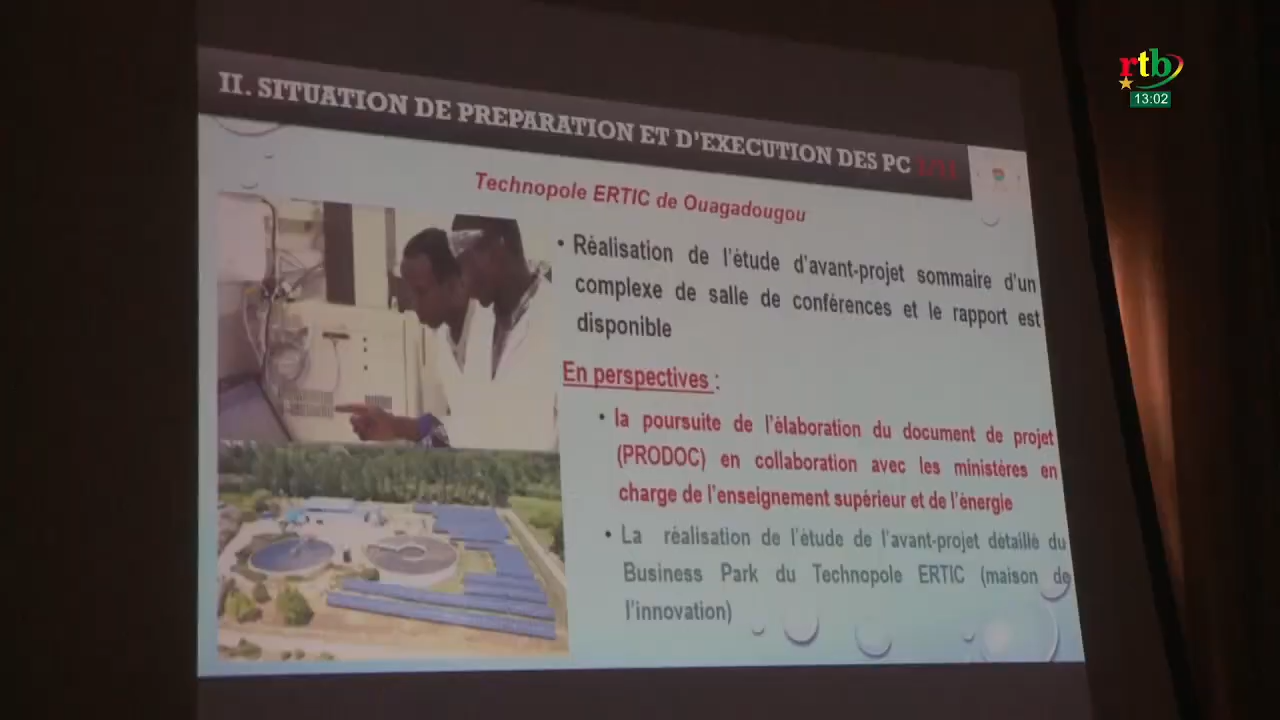 rtb
13:02
II. SITUATION DE PREPARATION ET D'EXECUTION DES PC
Technopole ERTIC de Ouagadougou
• Réalisation de l'étude d'avant-projet sommaire d'un
complexe de salle de conférences et le rapport est
disponible
En perspectives :
• la poursuite de l'élaboration du document de projet
(PRODOC) en collaboration avec les ministères en
charge de l'enseignement supérieur et de l'énergie
• La réalisation de l'étude de l'avant-projet détaillé du
Business Park du Technopole ERTIC (maison de
l'innovation)